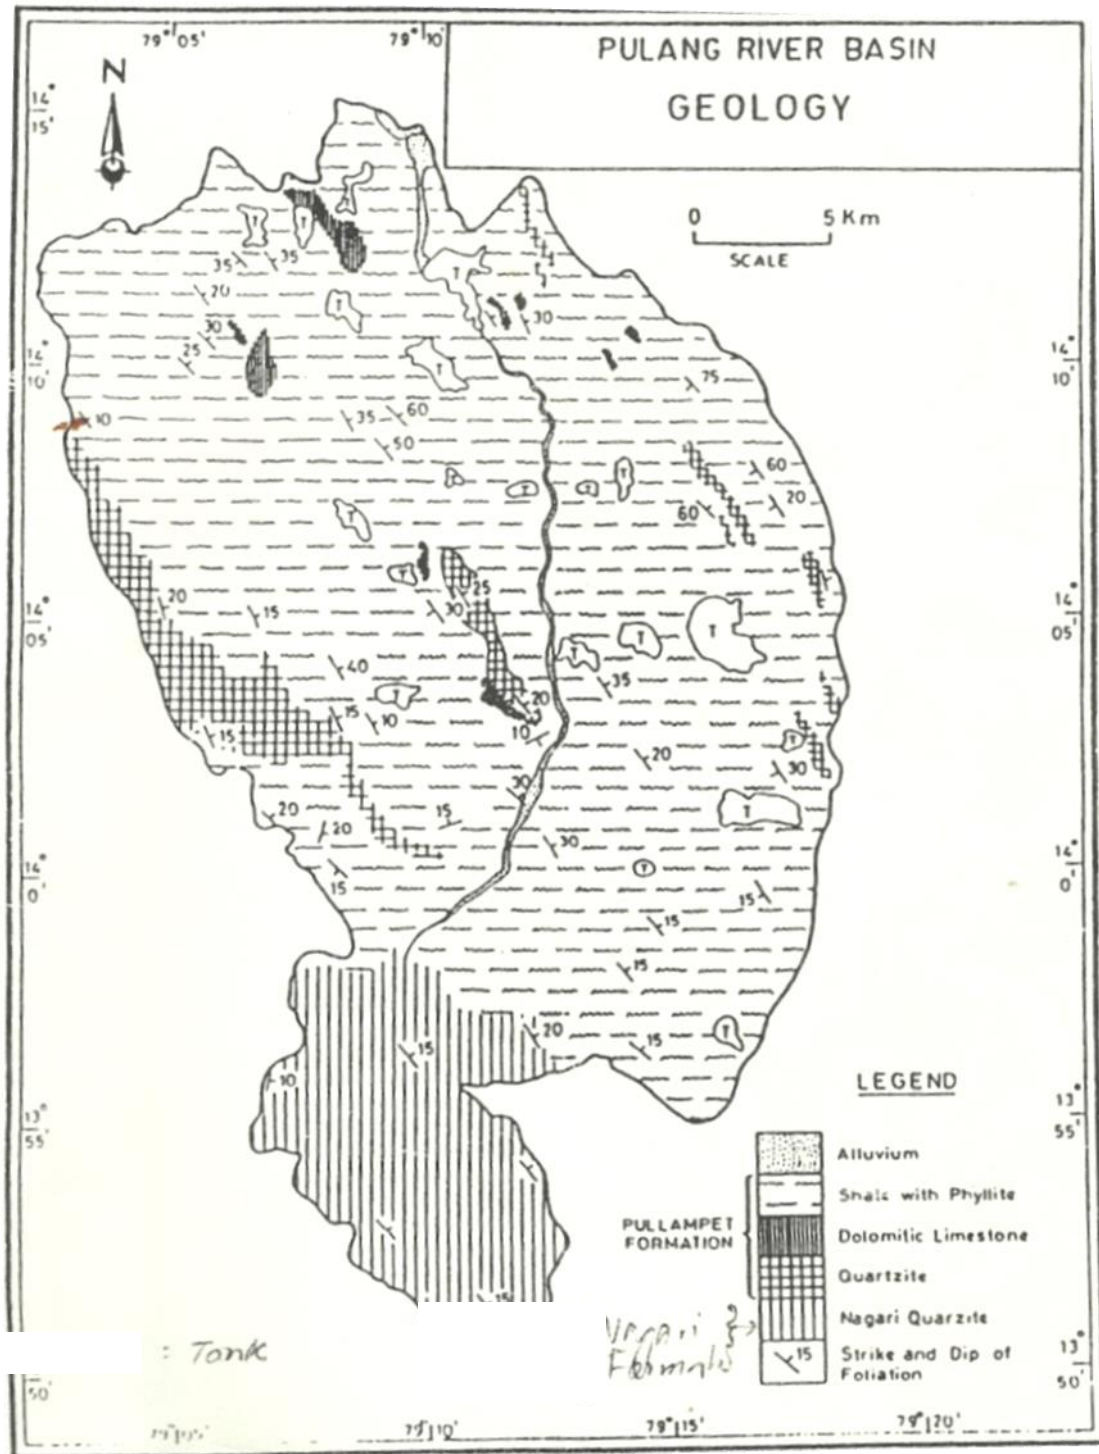 79° 05'
79° 10'
PULANG RIVER BASIN
GEOLOGY
N
14° 15'
0 5 Km
SCALE
T
T
T
35
35
T
20
T
30
30
25
T
14° 10'
14° 10'
75
10
35
60
50
60
T
T
T
20
60
T
T
25
20
15
30
14° 05'
14° 05'
T
T
T
40
35
T
20
15
10
15
10
T
20
30
30
20
20
15
T
30
14° 0'
14° 0'
T
15
15
15
15
20
15
15
T
10
LEGEND
13° 55'
13° 55'
Alluvium
Shale with Phyllite
PULLAMPET FORMATION
Dolomitic Limestone
Quartzite
Nagari Quarzite
15 Strike and Dip of
Foliation
: Tank
15
50'
13° 50'
79° 05'
79° 10'
79° 15'
79° 20'